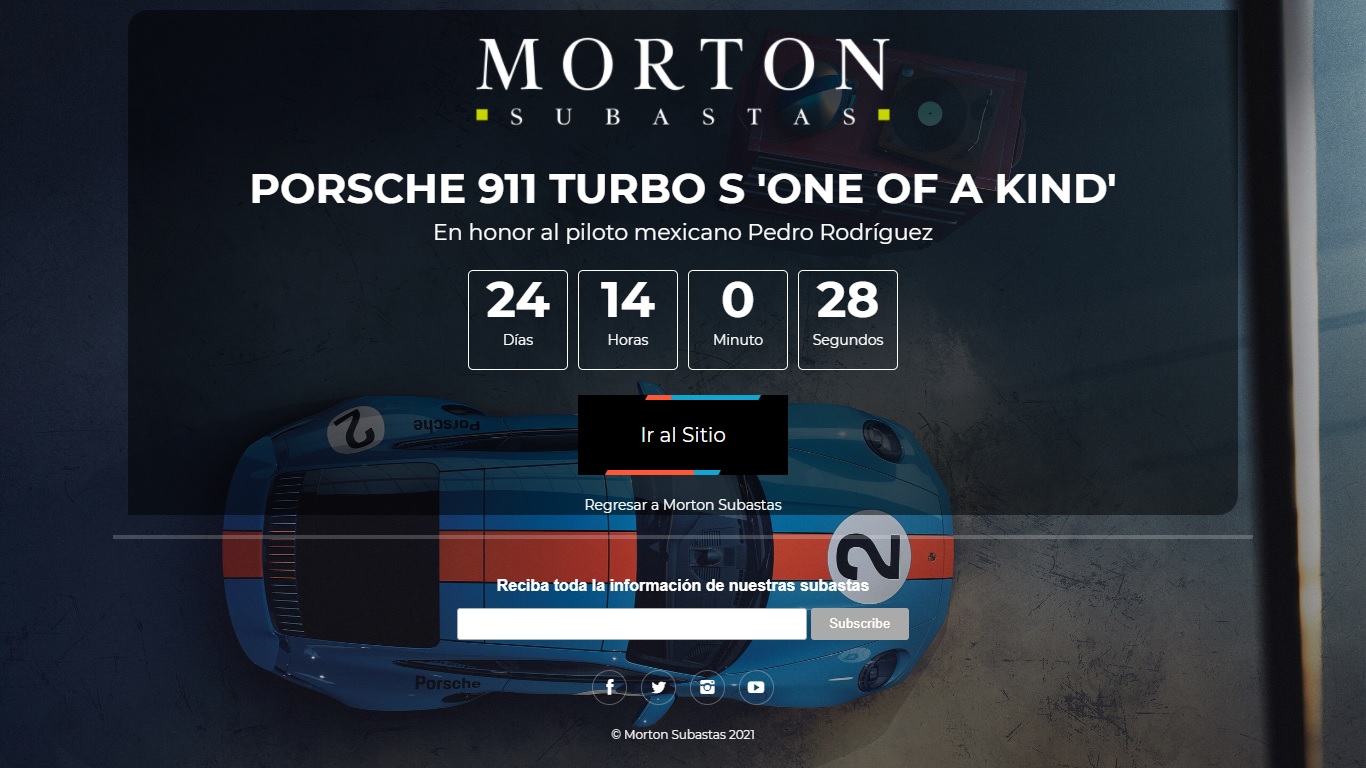 MORTON
SUBASTAS
PORSCHE 911 TURBO S 'ONE OF A KIND'
En honor al piloto mexicano Pedro Rodríguez
24 14 0 28
Días Horas Minuto Segundos
2 Porsche
Ir al Sitio
Regresar a Morton Subastas
2
Reciba toda la información de nuestras subastas
Subscribe
Porsche
© Morton Subastas 2021